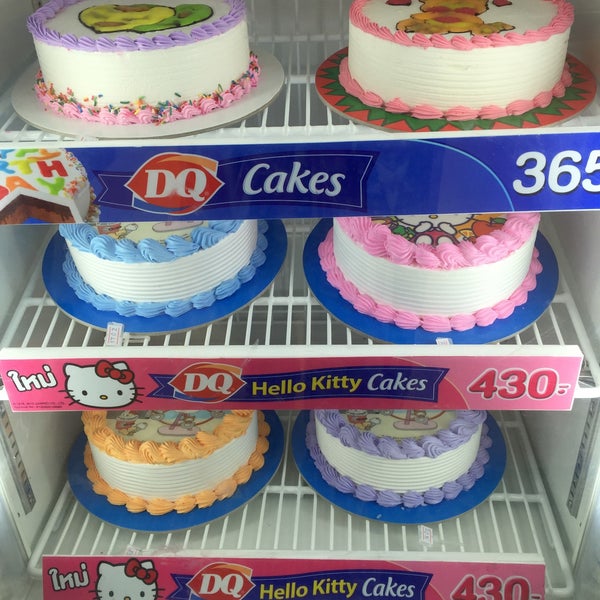 DQ Cakes 365
ใหม่ DQ Hello Kitty Cakes 430.-
ใหม่ DQ Hello Kitty Cakes 430.-